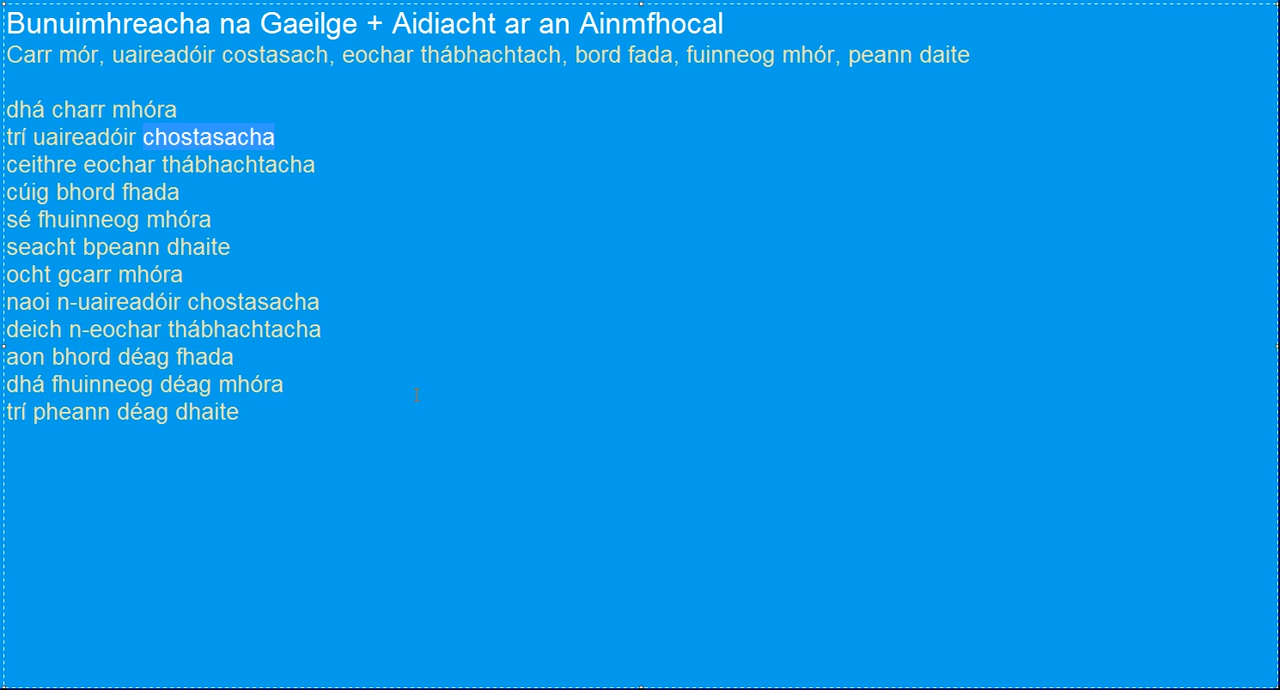 Bunuimhreacha na Gaeilge + Aidiacht ar an Ainmfhocal
Carr mór, uaireadóir costasach, eochar thábhachtach, bord fada, fuinneog mhór, peann daite
dhá charr mhóra
trí uaireadóir chostasacha
ceithre eochar thábhachtacha
cúig bhord fhada
sé fhuinneog mhóra
seacht bpeann dhaite
ocht gcarr mhóra
naoi n-uaireadóir chostasacha
deich n-eochar thábhachtacha
aon bhord déag fhada
dhá fhuinneog déag mhóra
trí pheann déag dhaite